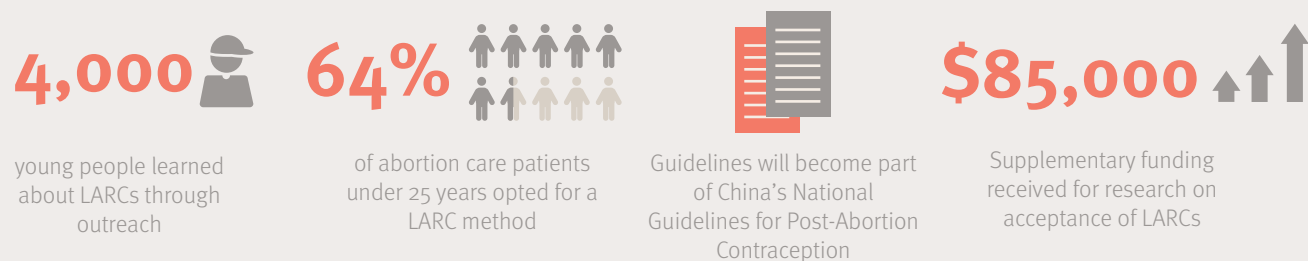 4,000
young people learned
about LARCs through
outreach
64%
of abortion care patients
under 25 years opted for a
LARC method
Guidelines will become part
of China's National
Guidelines for Post-Abortion
Contraception
$85,000
Supplementary funding
received for research on
acceptance of LARCs